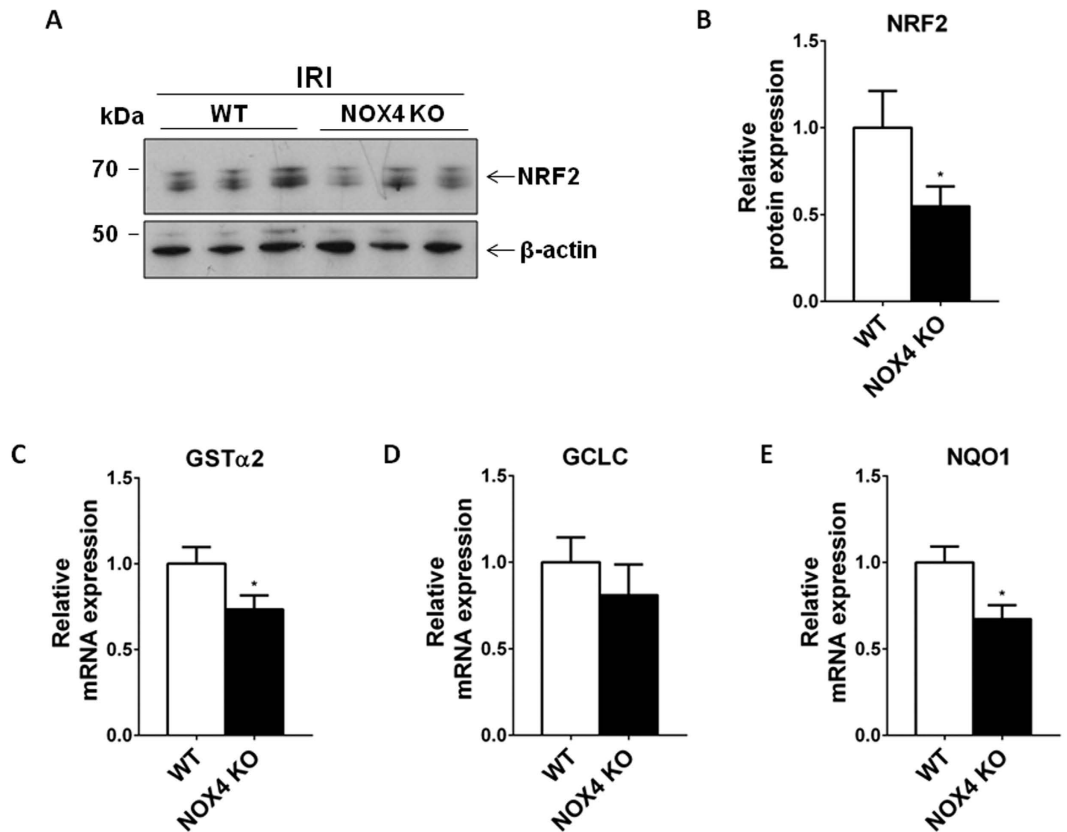 A
IRI
kDa
WT
NOX4 KO
70
NRF2
50
β-actin
B
NRF2
Relative
protein expression
1.5
1.0
0.5
0.0
*
WT
NOX4 KO
C
GSTα2
Relative
mRNA expression
1.5
1.0
0.5
0.0
*
WT
NOX4 KO
D
GCLC
Relative
mRNA expression
1.5
1.0
0.5
0.0
WT
NOX4 KO
E
NQO1
Relative
mRNA expression
1.5
1.0
0.5
0.0
*
WT
NOX4 KO